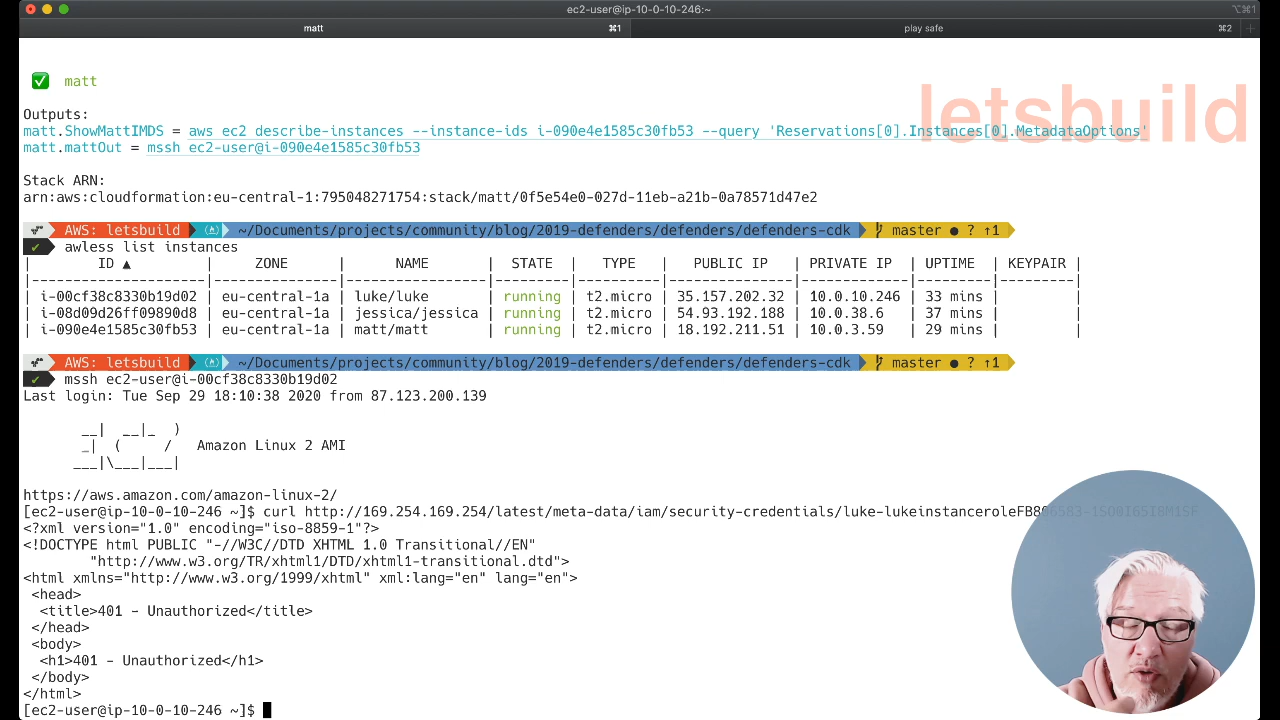 ec2-user@ip-10-0-10-246:~
⌥⌘1
matt ⌘1 play safe ⌘2 +
✅ matt
letsbuild
Outputs:
matt.ShowMattIMDS = aws ec2 describe-instances --instance-ids i-090e4e1585c30fb53 --query 'Reservations[0].Instances[0].MetadataOptions'
matt.mattOut = mssh ec2-user@i-090e4e1585c30fb53
Stack ARN:
arn:aws:cloudformation:eu-central-1:795048271754:stack/matt/0f5e54e0-027d-11eb-a21b-0a78571d47e2
AWS: letsbuild ~/Documents/projects/community/blog/2019-defenders/defenders/defenders-cdk master ● ? ↑1
✔ awless list instances
| ID ▲ | ZONE | NAME | STATE | TYPE | PUBLIC IP | PRIVATE IP | UPTIME | KEYPAIR |
|---------------------|---------------|-----------------|---------|----------|---------------|-------------|---------|---------|
| i-00cf38c8330b19d02 | eu-central-1a | luke/luke | running | t2.micro | 35.157.202.32 | 10.0.10.246 | 33 mins | |
| i-08d09d26ff09890d8 | eu-central-1a | jessica/jessica | running | t2.micro | 54.93.192.188 | 10.0.38.6 | 37 mins | |
| i-090e4e1585c30fb53 | eu-central-1a | matt/matt | running | t2.micro | 18.192.211.51 | 10.0.3.59 | 29 mins | |
AWS: letsbuild ~/Documents/projects/community/blog/2019-defenders/defenders/defenders-cdk master ● ? ↑1
✔ mssh ec2-user@i-00cf38c8330b19d02
Last login: Tue Sep 29 18:10:38 2020 from 87.123.200.139
__| __|_ )
_| ( / Amazon Linux 2 AMI
___|\___|___|
https://aws.amazon.com/amazon-linux-2/
[ec2-user@ip-10-0-10-246 ~]$ curl http://169.254.169.254/latest/meta-data/iam/security-credentials/
<?xml version="1.0" encoding="iso-8859-1"?>
<!DOCTYPE html PUBLIC "-//W3C//DTD XHTML 1.0 Transitional//EN"
"http://www.w3.org/TR/xhtml1/DTD/xhtml1-transitional.dtd">
<html xmlns="http://www.w3.org/1999/xhtml" xml:lang="en" lang="en">
<head>
<title>401 - Unauthorized</title>
</head>
<body>
<h1>401 - Unauthorized</h1>
</body>
</html>
[ec2-user@ip-10-0-10-246 ~]$